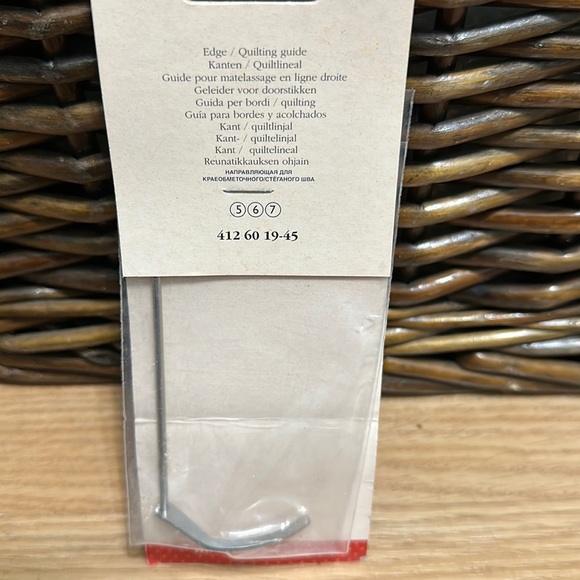 Edge / Quilting guide
Kanten / Quiltlineal
Guide pour matelassage en ligne droite
Geleider voor doorstikken
Guida per bordi / quilting
Guía para bordes y acolchados
Kant / quiltlinjal
Kant- / quiltelinjal
Kant / quiltelineal
Reunatikkauksen ohjain
НАПРАВЛЯЮЩАЯ ДЛЯ
КРАЕОБМЕТОЧНОГО/СТЕГАНОГО ШВА
5 6 7
412 60 19-45